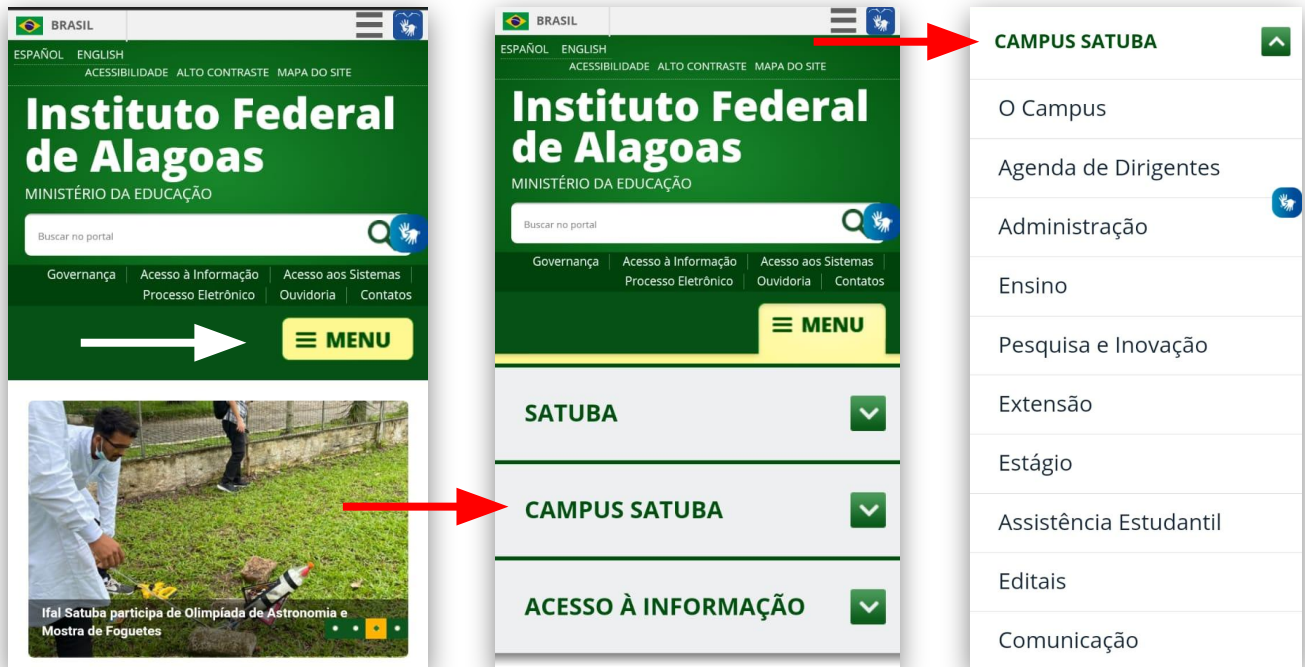 BRASIL
ESPAÑOL ENGLISH
ACESSIBILIDADE ALTO CONTRASTE MAPA DO SITE
Instituto Federal
de Alagoas
MINISTÉRIO DA EDUCAÇÃO
Buscar no portal
Governança Acesso à Informação Acesso aos Sistemas
Processo Eletrônico Ouvidoria Contatos
MENU
Ifal Satuba participa de Olimpíada de Astronomia e
Mostra de Foguetes
BRASIL
ESPAÑOL ENGLISH
ACESSIBILIDADE ALTO CONTRASTE MAPA DO SITE
Instituto Federal
de Alagoas
MINISTÉRIO DA EDUCAÇÃO
Buscar no portal
Governança Acesso à Informação Acesso aos Sistemas
Processo Eletrônico Ouvidoria Contatos
MENU
SATUBA
CAMPUS SATUBA
ACESSO À INFORMAÇÃO
CAMPUS SATUBA
O Campus
Agenda de Dirigentes
Administração
Ensino
Pesquisa e Inovação
Extensão
Estágio
Assistência Estudantil
Editais
Comunicação